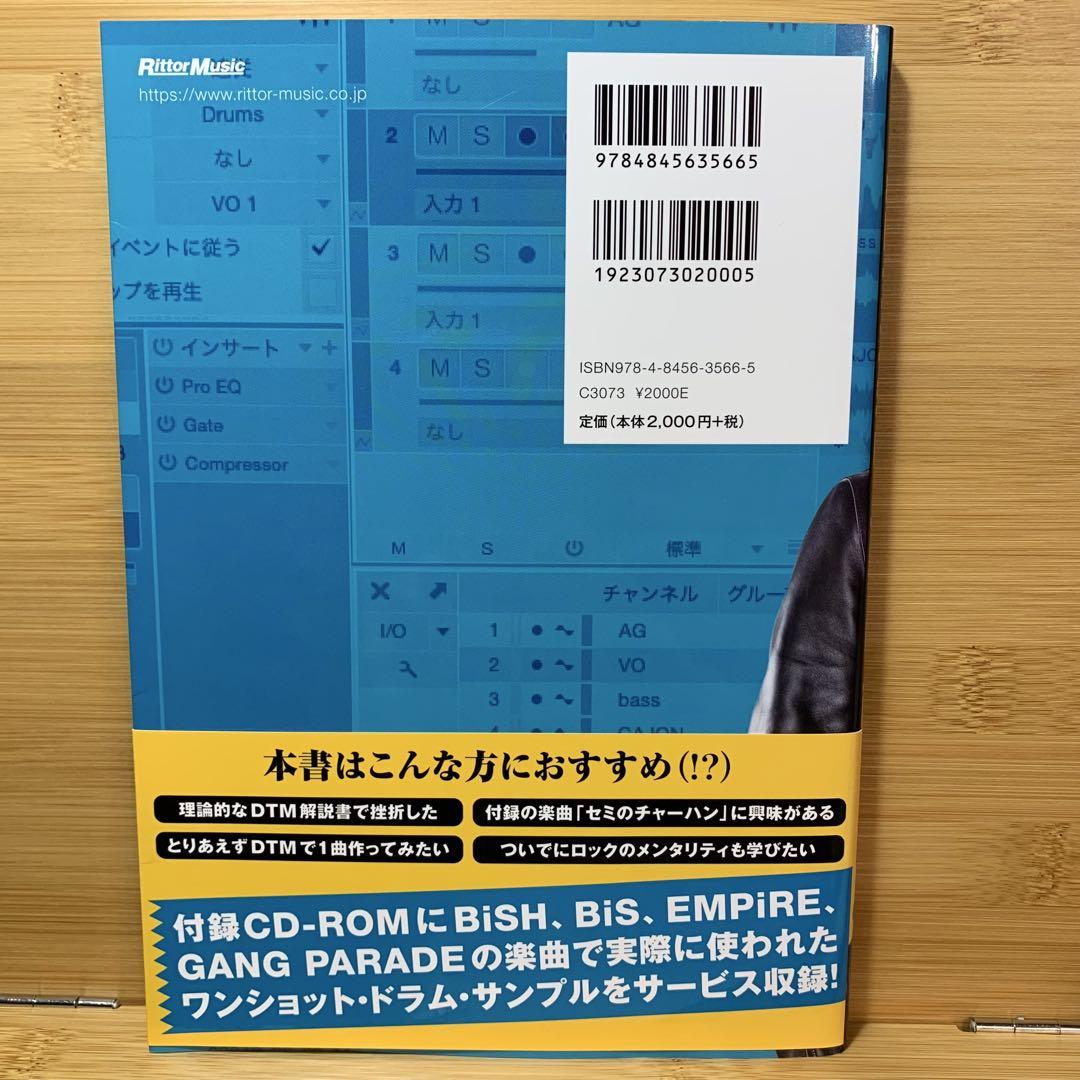 RittorMusic
https://www.rittor-music.co.jp
Drums
なし
VO 1
イベントに従う
ップを再生
インサート
Pro EQ
Gate
Compressor
M S AG
なし
2 M S
入力 1
3 M S
入力 1
4 M S
なし
M S 標準
チャンネル グルー
I/O 1 AG
2 VO
3 bass
CAJON
9784845635665
1923073020005
ISBN978-4-8456-3566-5
C3073 ¥2000E
定価(本体2,000円+税)
本書はこんな方におすすめ(!?)
理論的なDTM解説書で挫折した
付録の楽曲「セミのチャーハン」に興味がある
とりあえずDTMで1曲作ってみたい
ついでにロックのメンタリティも学びたい
付録CD-ROMにBiSH、BiS、EMPiRE、
GANG PARADEの楽曲で実際に使われた
ワンショット・ドラム・サンプルをサービス収録!